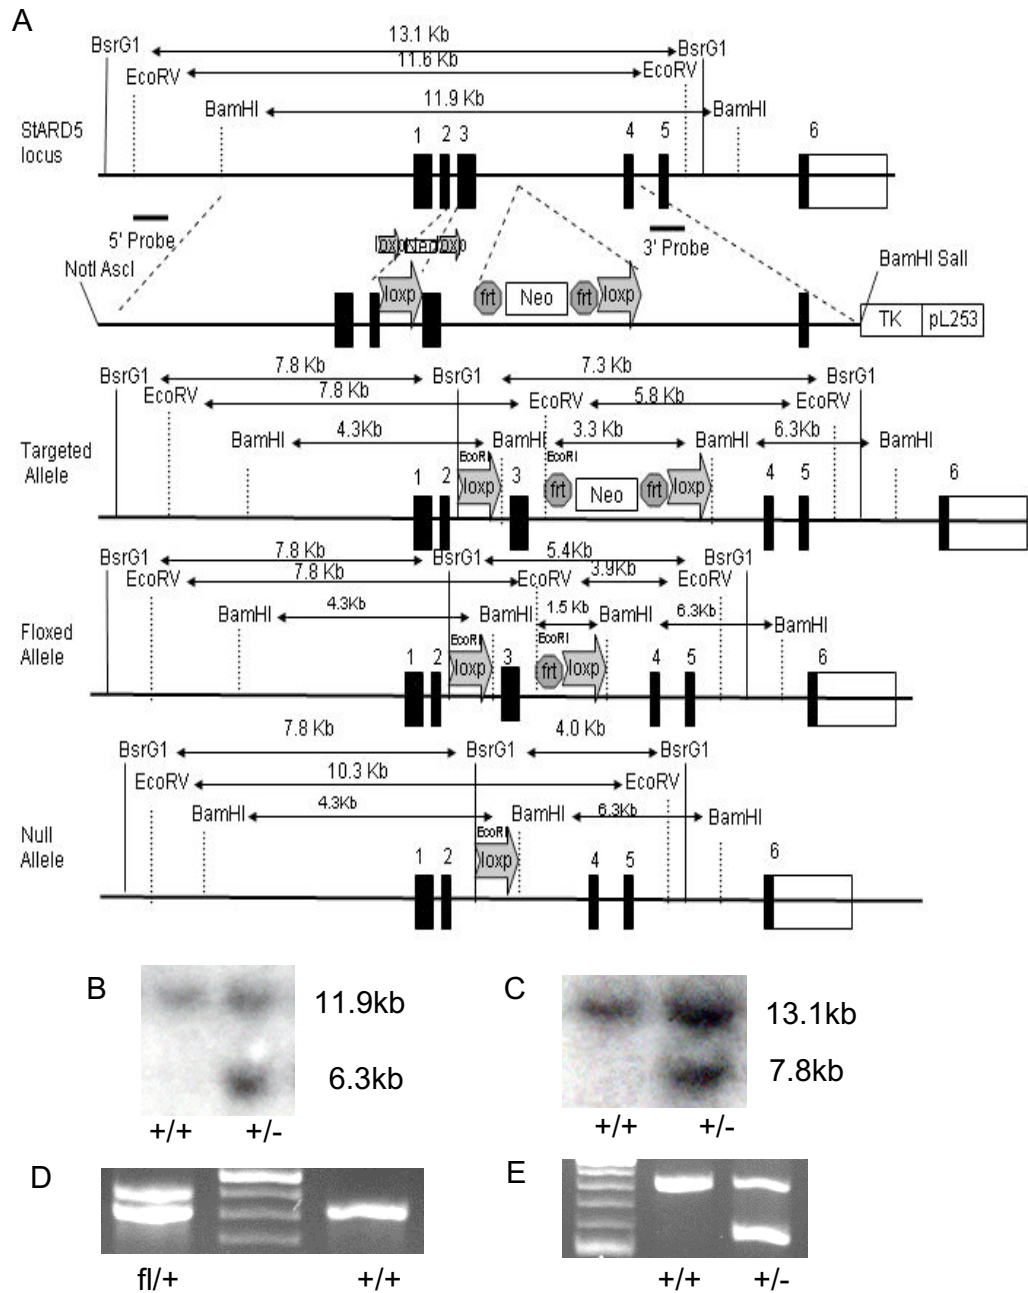 A
13.1 Kb
BsrG1 BsrG1
11.6 Kb
EcoRV EcoRV
11.9 Kb
BamHI BamHI
StARD5
locus
1 2 3 4 5 6
5' Probe
loxp Neo loxp
3' Probe
NotI AscI
BamHI SalI
loxp frt Neo frt loxp
TK pL253
7.8 Kb 7.3 Kb
BsrG1 BsrG1 BsrG1
7.8 Kb 5.8 Kb
EcoRV EcoRV EcoRV
4.3Kb 3.3 Kb 6.3Kb
BamHI BamHI BamHI BamHI
EcoRI EcoRI
Targeted
Allele
1 2 loxp 3 frt Neo frt loxp 4 5 6
7.8 Kb 5.4Kb
BsrG1 BsrG1 BsrG1
7.8 Kb 3.9Kb
EcoRV EcoRV EcoRV
4.3Kb 1.5 Kb 6.3Kb
BamHI BamHI BamHI BamHI
EcoRI EcoRI
Floxed
Allele
1 2 loxp 3 frt loxp 4 5 6
7.8 Kb 4.0 Kb
BsrG1 BsrG1 BsrG1
10.3 Kb
EcoRV EcoRV
4.3Kb 6.3Kb
BamHI BamHI BamHI
EcoRI
Null
Allele
1 2 loxp 4 5 6
B
11.9kb
6.3kb
+/+ +/-
C
13.1kb
7.8kb
+/+ +/-
D
fl/+ +/+
E
+/+ +/-